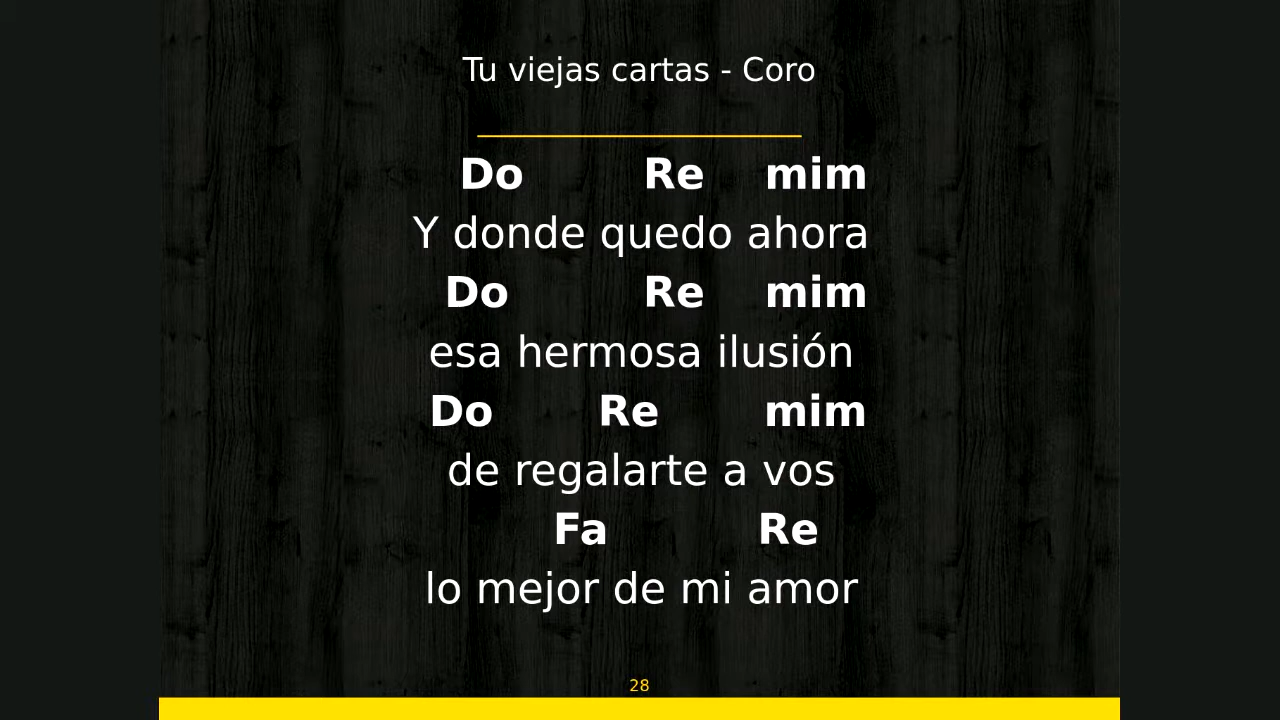 Tu viejas cartas - Coro
Do Re mim
Y donde quedo ahora
Do Re mim
esa hermosa ilusión
Do Re mim
de regalarte a vos
Fa Re
lo mejor de mi amor
28